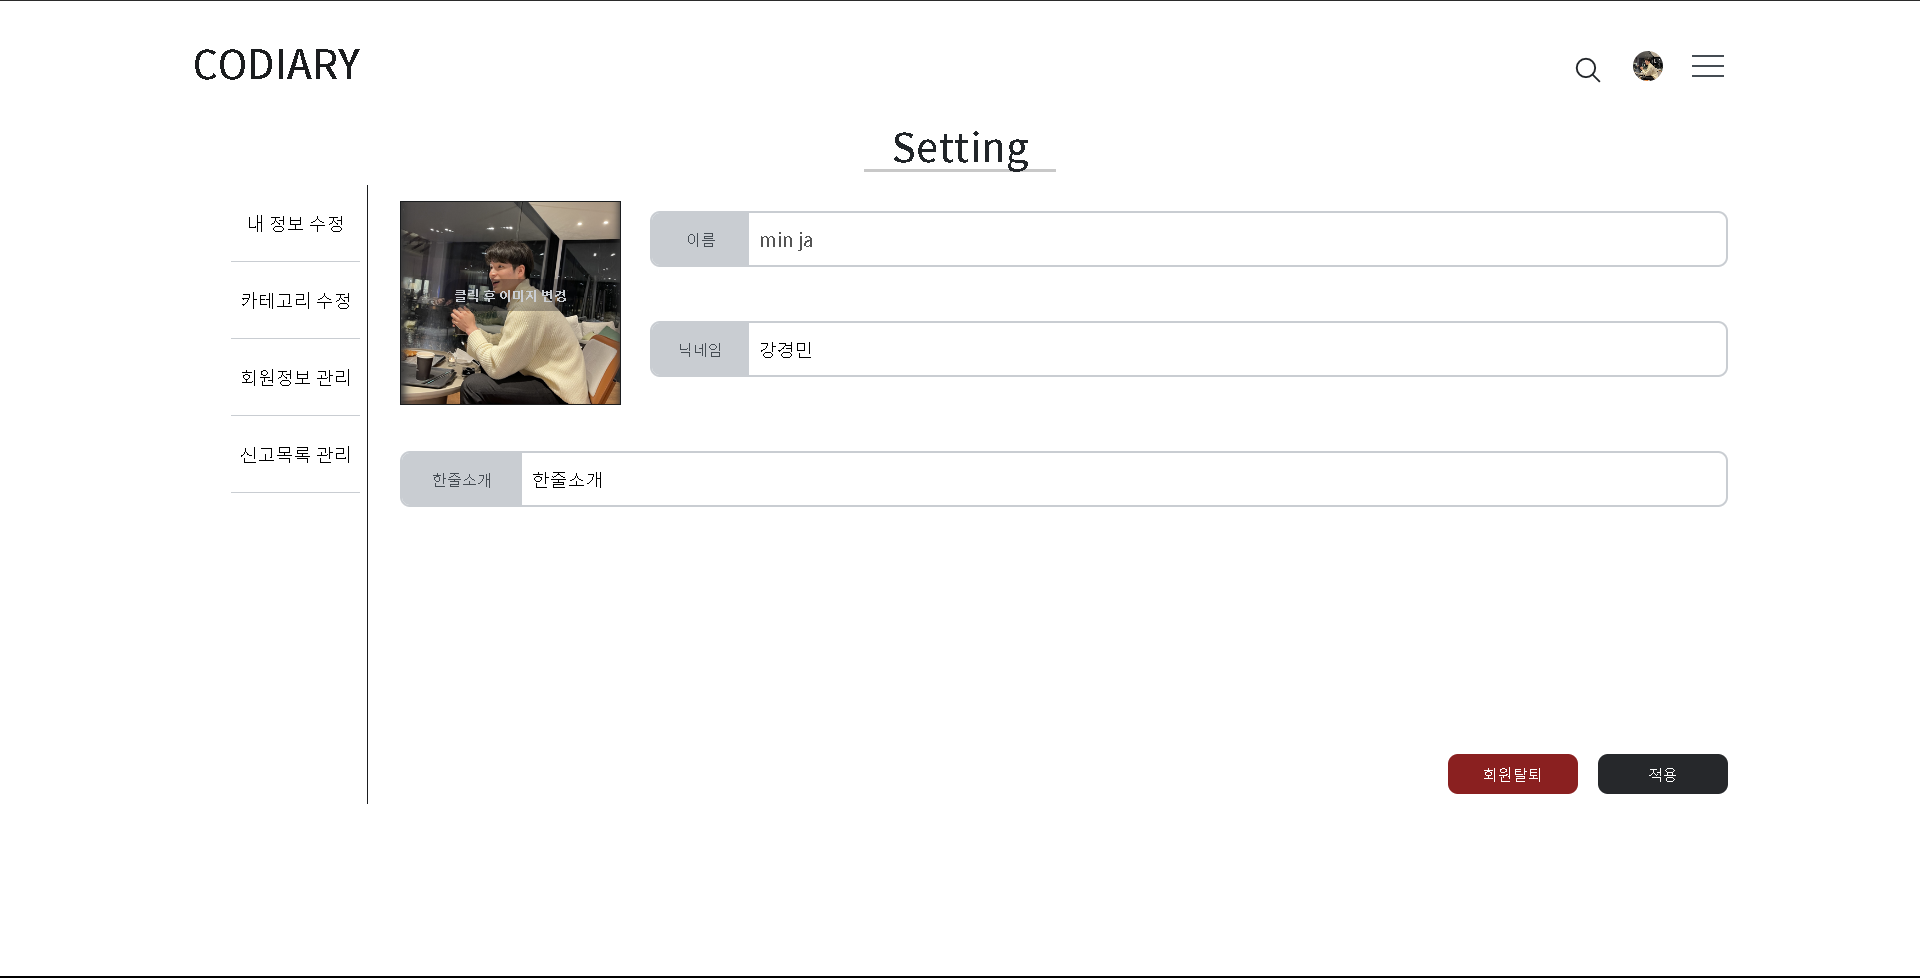 CODIARY
Setting
내 정보 수정
카테고리 수정
회원정보 관리
신고목록 관리
클릭 후 이미지 변경
이름 min ja
닉네임 강경민
한줄소개 한줄소개
회원탈퇴 적용